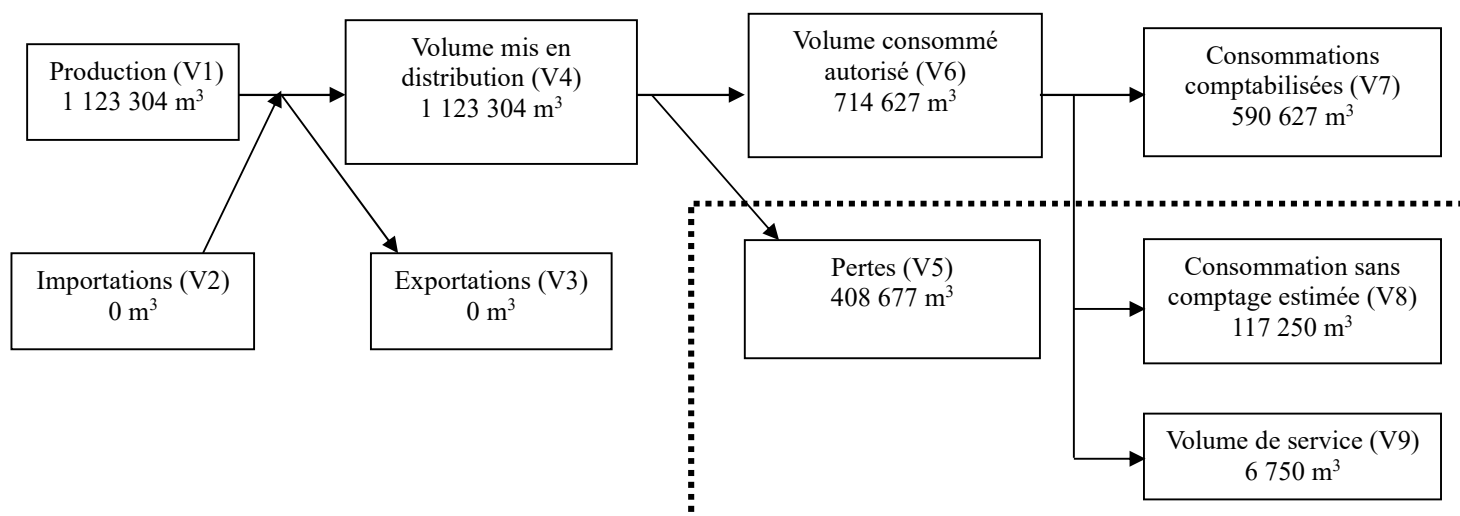 Production (V1)
1 123 304 m³
Volume mis en
distribution (V4)
1 123 304 m³
Volume consommé
autorisé (V6)
714 627 m³
Consommations
comptabilisées (V7)
590 627 m³
Importations (V2)
0 m³
Exportations (V3)
0 m³
Pertes (V5)
408 677 m³
Consommation sans
comptage estimée (V8)
117 250 m³
Volume de service (V9)
6 750 m³